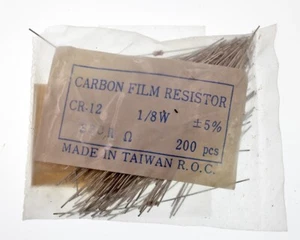 CARBON FILM RESISTOR
CR-12 1/8W ±5%
Ω 200 pcs
MADE IN TAIWAN R.O.C.